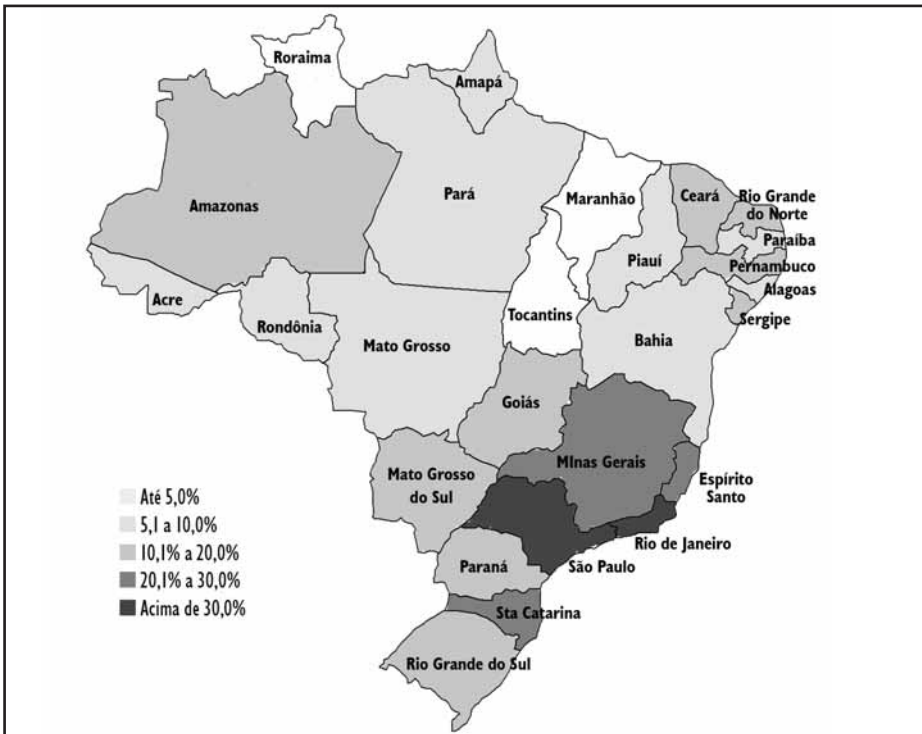 Roraima
Amapá
Amazonas
Pará
Maranhão
Ceará
Rio Grande
do Norte
Paraíba
Piauí
Pernambuco
Alagoas
Sergipe
Acre
Rondônia
Tocantins
Mato Grosso
Bahia
Goiás
MInas Gerais
Mato Grosso
do Sul
Espírito
Santo
Rio de Janeiro
São Paulo
Paraná
Sta Catarina
Rio Grande do Sul
Até 5,0%
5,1 a 10,0%
10,1% a 20,0%
20,1% a 30,0%
Acima de 30,0%